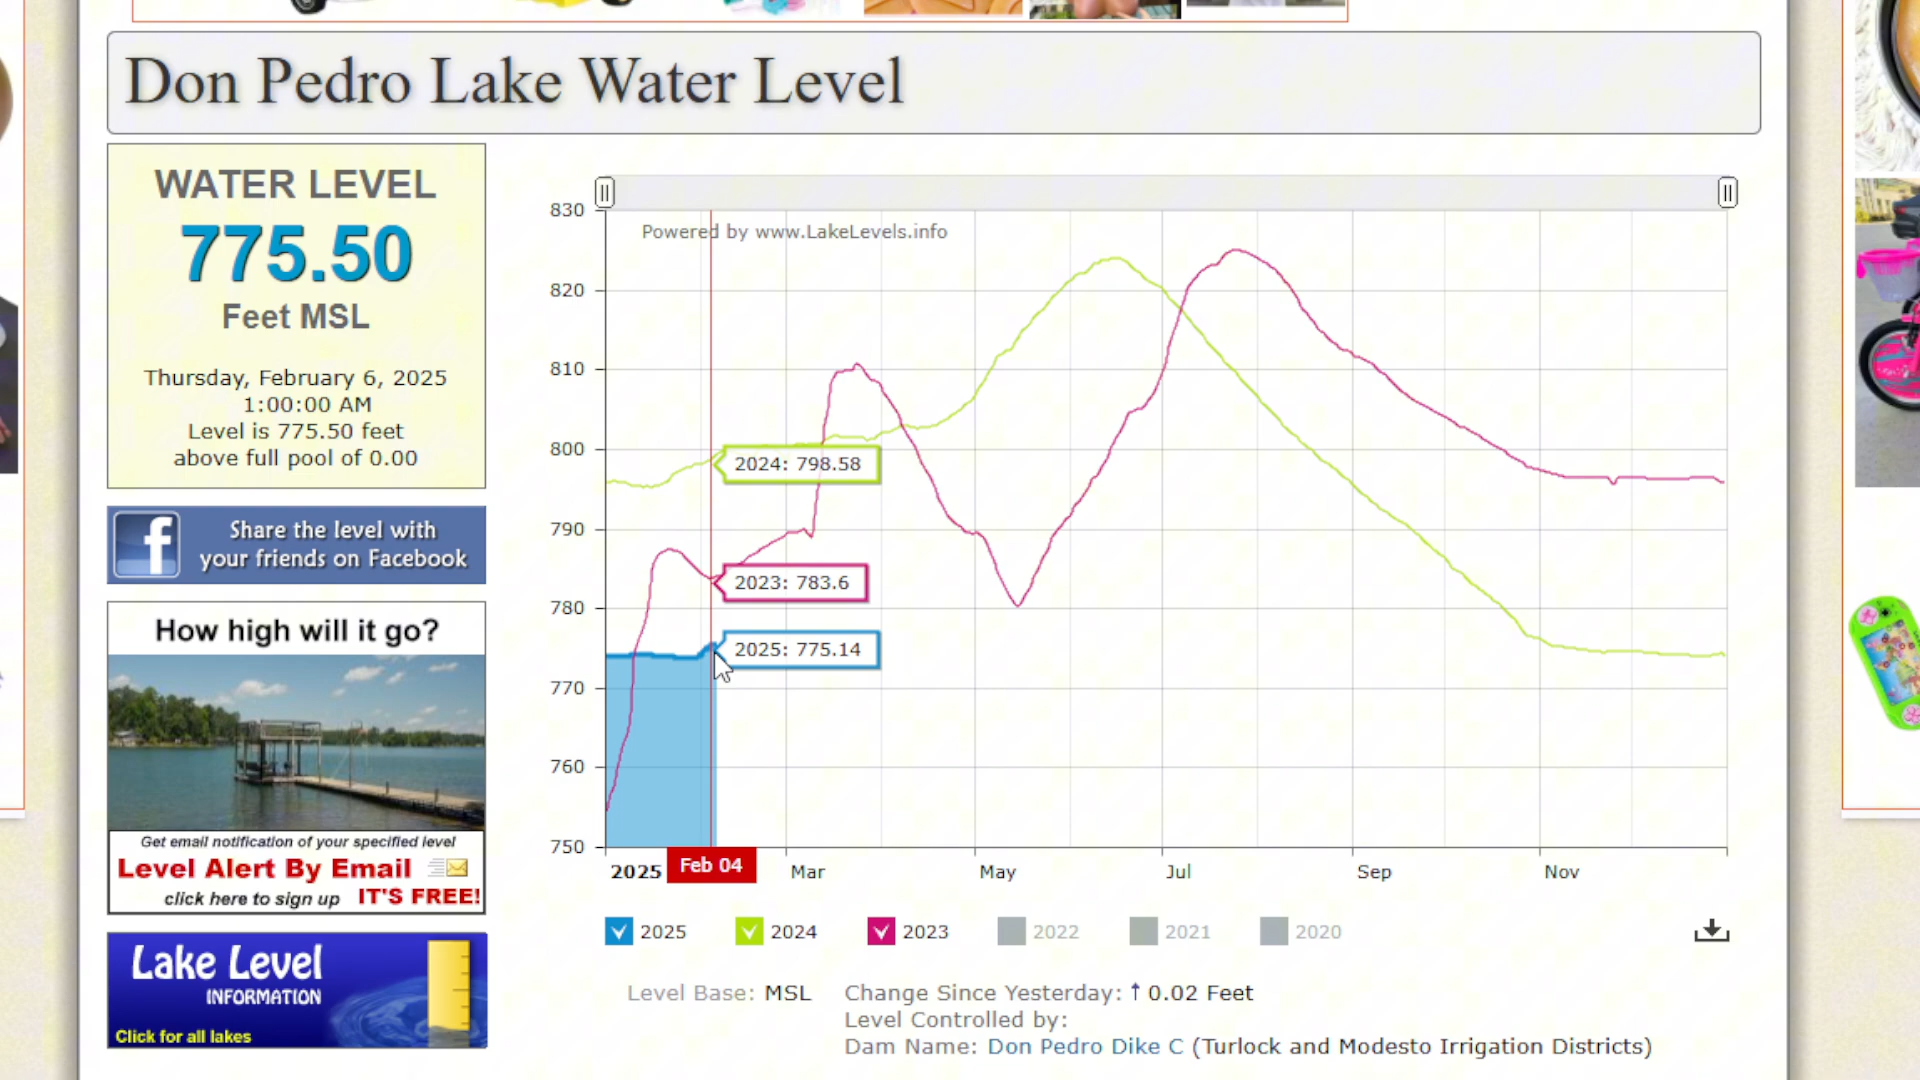 Don Pedro Lake Water Level
WATER LEVEL
775.50
Feet MSL
Thursday, February 6, 2025
1:00:00 AM
Level is 775.50 feet
above full pool of 0.00
Share the level with
your friends on Facebook
How high will it go?
Get email notification of your specified level
Level Alert By Email
click here to sign up IT'S FREE!
Lake Level
INFORMATION
Click for all lakes
Powered by www.LakeLevels.info
830
820
810
800
790
780
770
760
750
2024: 798.58
2023: 783.6
2025: 775.14
2025 Feb 04 Mar May Jul Sep Nov
2025 2024 2023 2022 2021 2020
Level Base: MSL Change Since Yesterday: ↑ 0.02 Feet
Level Controlled by:
Dam Name: Don Pedro Dike C (Turlock and Modesto Irrigation Districts)